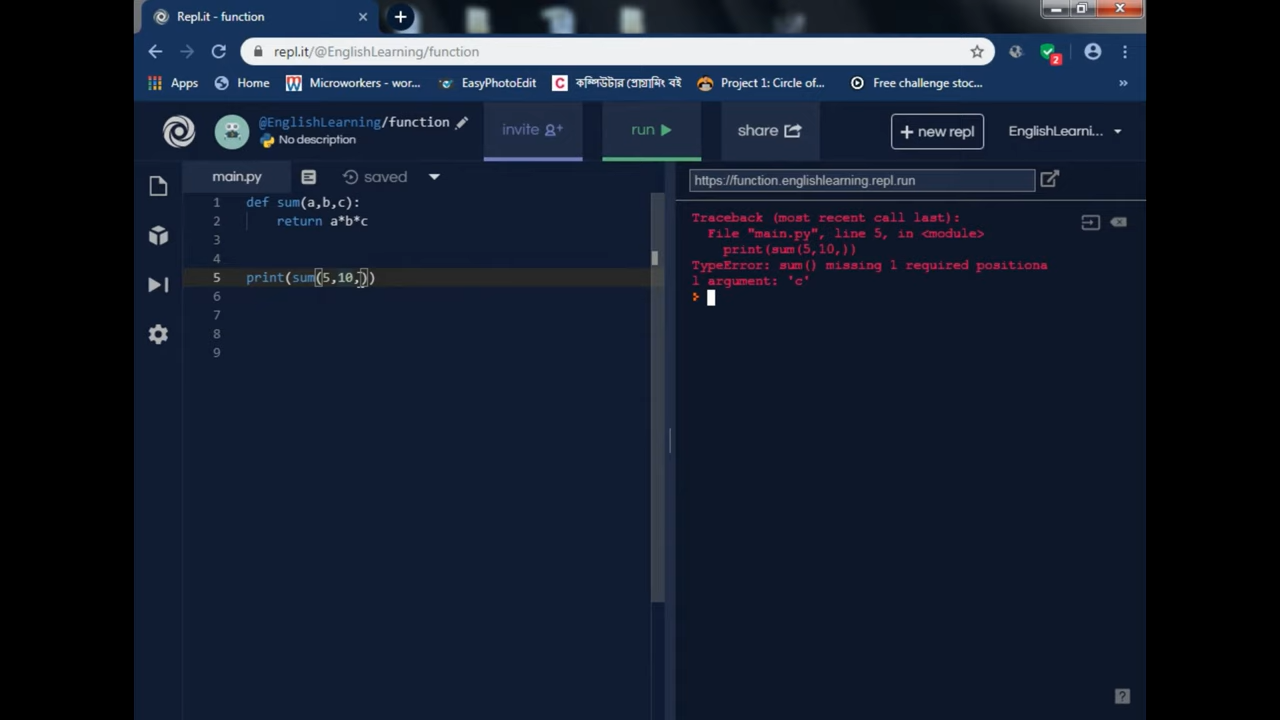 Repl.it - function
repl.it/@EnglishLearning/function
2
Apps Home Microworkers - wor... EasyPhotoEdit C কম্পিউটার প্রোগ্রামিং বই Project 1: Circle of... Free challenge stoc... »
@EnglishLearning/function
No description
invite
run
share
+ new repl
EnglishLearni...
main.py
saved
1 def sum(a,b,c):
2 return a*b*c
3
4
5 print(sum(5,10,))
6
7
8
9
https://function.englishlearning.repl.run
Traceback (most recent call last):
File "main.py", line 5, in <module>
print(sum(5,10,))
TypeError: sum() missing 1 required positiona
l argument: 'c'
?